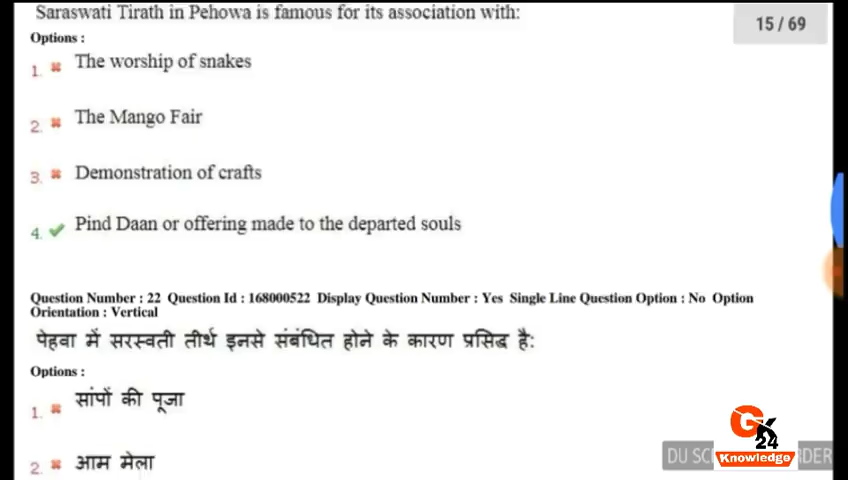 Saraswati Tirath in Pehowa is famous for its association with:
15 / 69
Options :
1. The worship of snakes
2. The Mango Fair
3. Demonstration of crafts
4. Pind Daan or offering made to the departed souls
Question Number : 22 Question Id : 168000522 Display Question Number : Yes Single Line Question Option : No Option
Orientation : Vertical
पेहवा में सरस्वती तीर्थ इनसे संबंधित होने के कारण प्रसिद्ध है:
Options :
1. सांपों की पूजा
2. आम मेला
G
K
24
Knowledge
DU SC
RDER